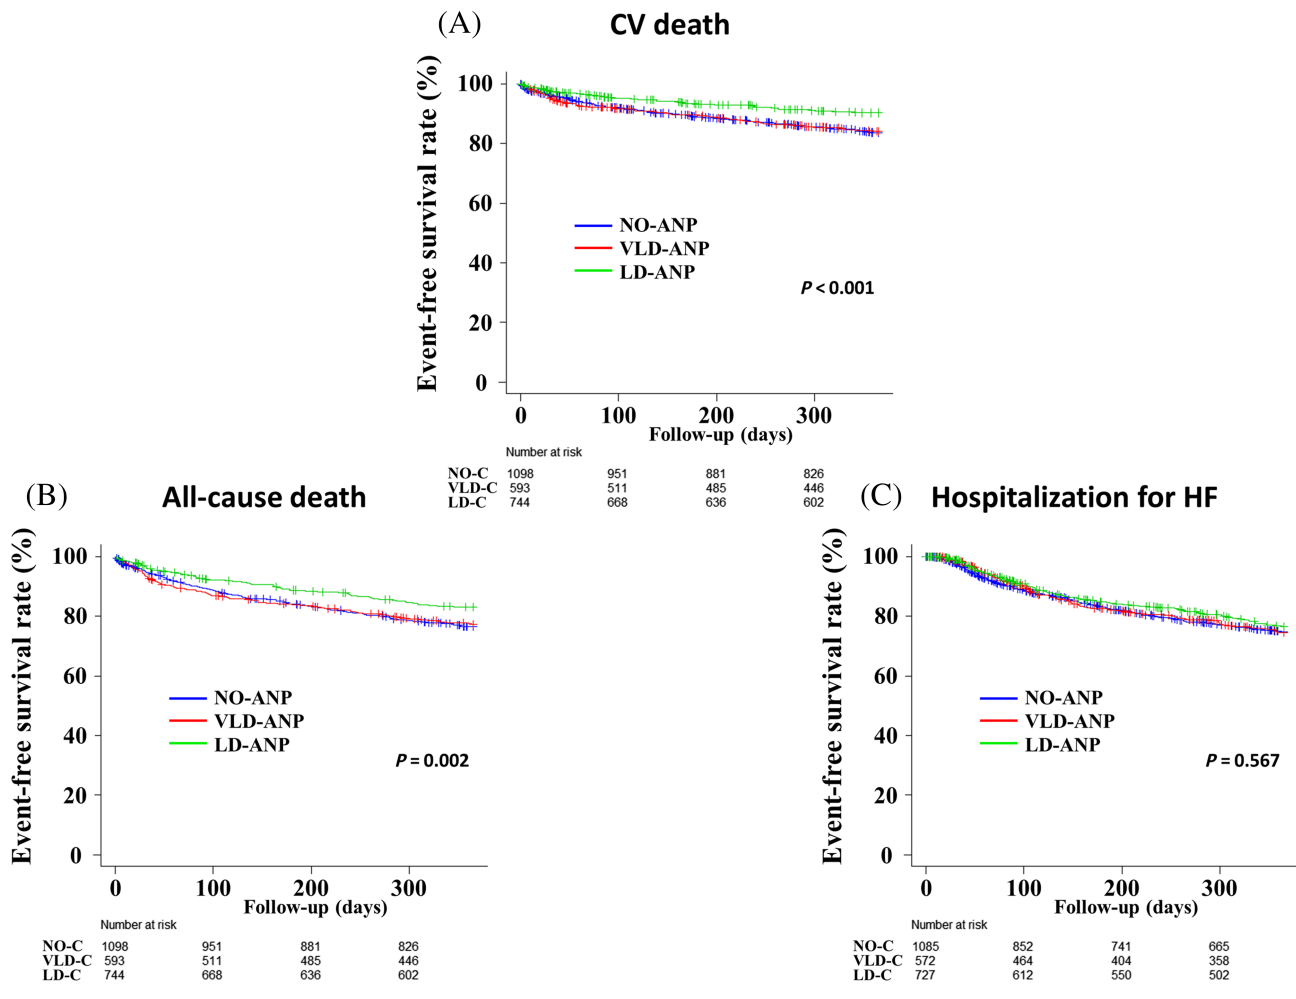 (A) CV death
Event-free survival rate (%)
100
80
60
40
20
0
NO-ANP
VLD-ANP
LD-ANP
P < 0.001
0 100 200 300
Follow-up (days)
Number at risk
NO-C 1098 951 881 826
VLD-C 593 511 485 446
LD-C 744 668 636 602
(B) All-cause death
Event-free survival rate (%)
100
80
60
40
20
0
NO-ANP
VLD-ANP
LD-ANP
P = 0.002
0 100 200 300
Follow-up (days)
Number at risk
NO-C 1098 951 881 826
VLD-C 593 511 485 446
LD-C 744 668 636 602
(C) Hospitalization for HF
Event-free survival rate (%)
100
80
60
40
20
0
NO-ANP
VLD-ANP
LD-ANP
P = 0.567
0 100 200 300
Follow-up (days)
Number at risk
NO-C 1085 852 741 665
VLD-C 572 464 404 358
LD-C 727 612 550 502